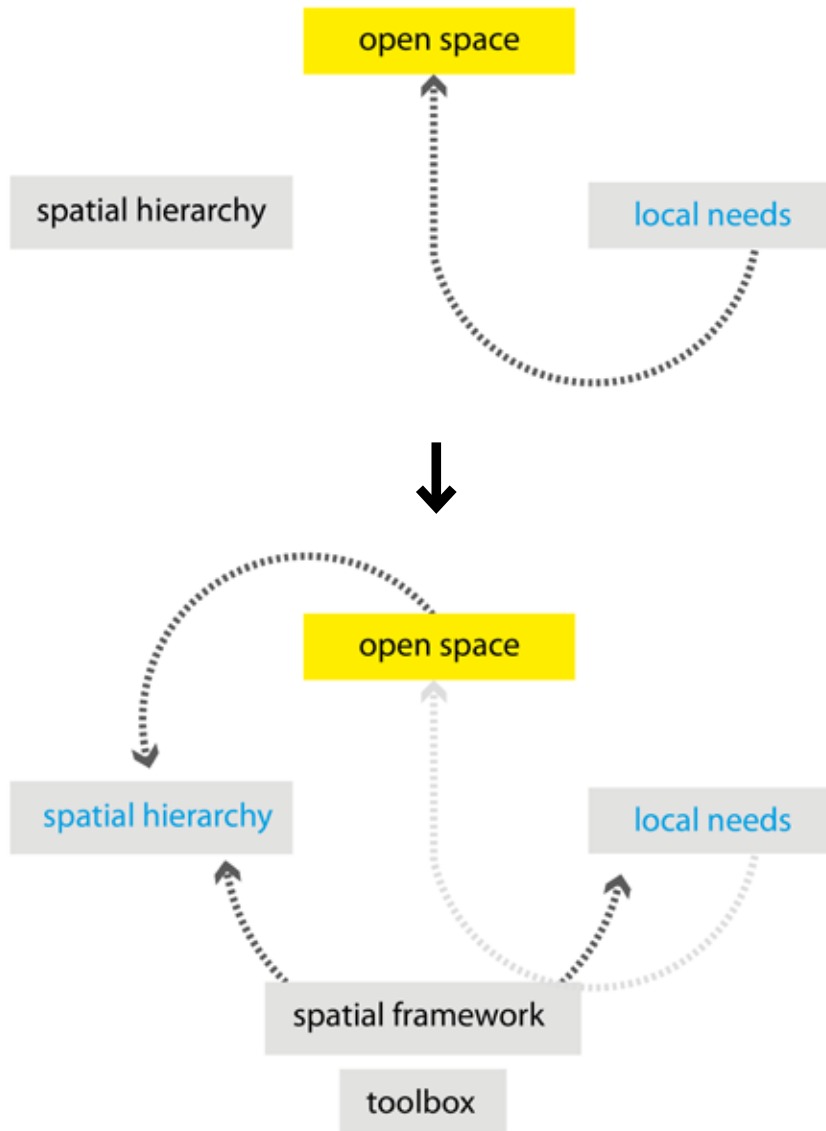 open space
spatial hierarchy
local needs
open space
spatial hierarchy
local needs
spatial framework
toolbox